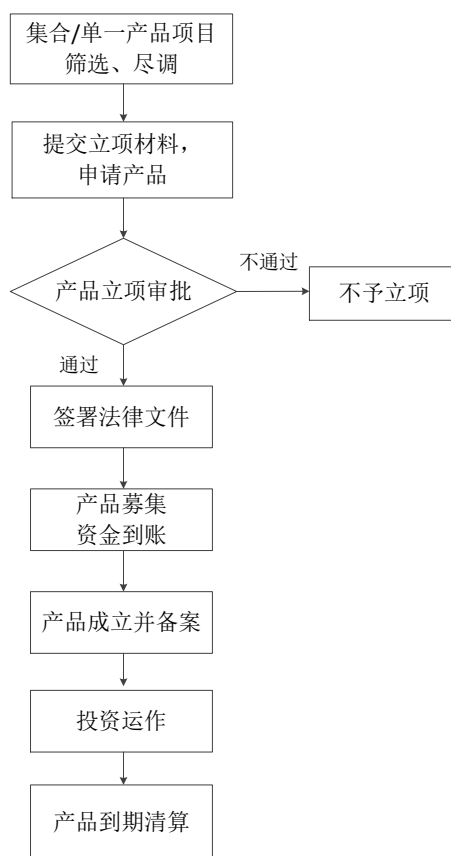 集合/单一产品项目
筛选、尽调
提交立项材料，
申请产品
产品立项审批
不通过
不予立项
通过
签署法律文件
产品募集
资金到账
产品成立并备案
投资运作
产品到期清算